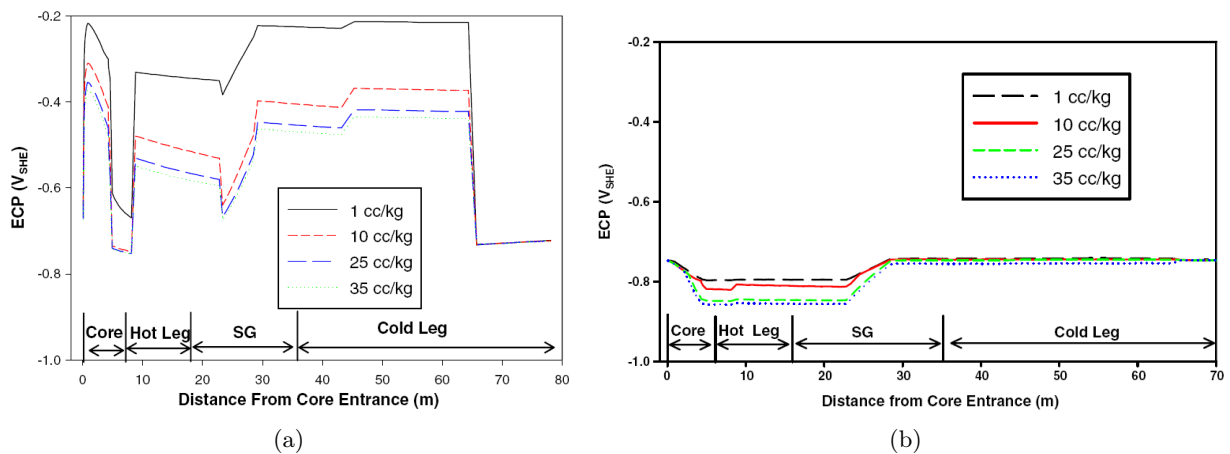 (a)
ECP (V_SHE)
-0.2
-0.4
-0.6
-0.8
-1.0
1 cc/kg
10 cc/kg
25 cc/kg
35 cc/kg
Core
Hot Leg
SG
Cold Leg
0 10 20 30 40 50 60 70 80
Distance From Core Entrance (m)
(a)
b)
ECP (V_SHE)
-0.2
-0.4
-0.6
-0.8
-1.0
1 cc/kg
10 cc/kg
25 cc/kg
35 cc/kg
Core
Hot Leg
SG
Cold Leg
0 10 20 30 40 50 60 70
Distance from Core Entrance (m)
(b)